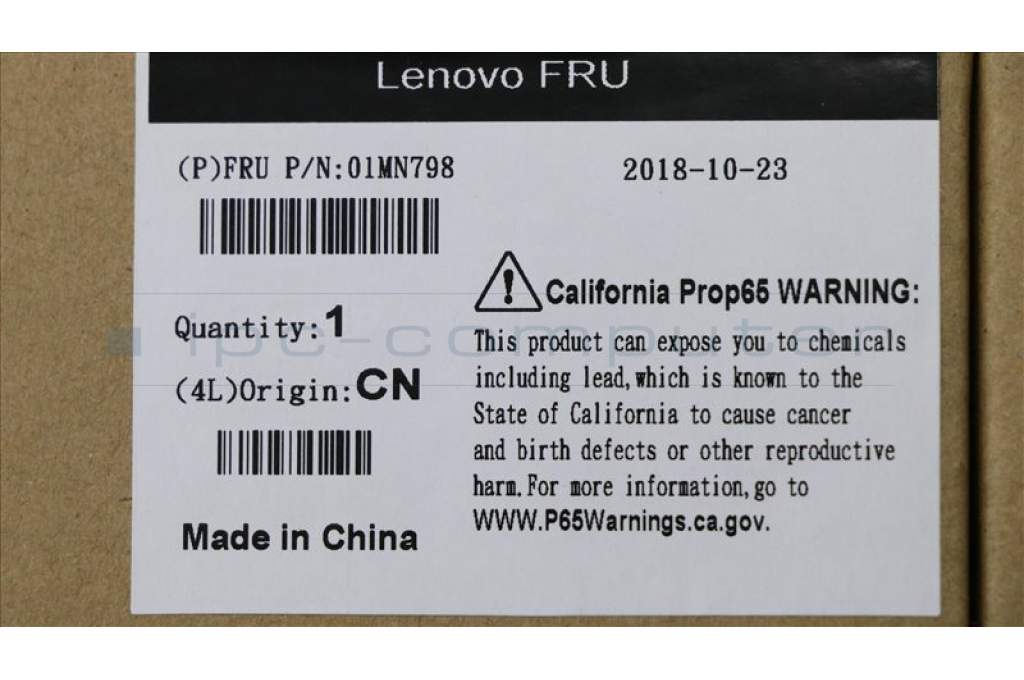 Lenovo FRU
(P)FRU P/N:01MN798
2018-10-23
Quantity:1
(4L)Origin:CN
Made in China
California Prop65 WARNING:
This product can expose you to chemicals
including lead,which is known to the
State of California to cause cancer
and birth defects or other reproductive
harm.For more information,go to
WWW.P65Warnings.ca.gov.
ipc-computer